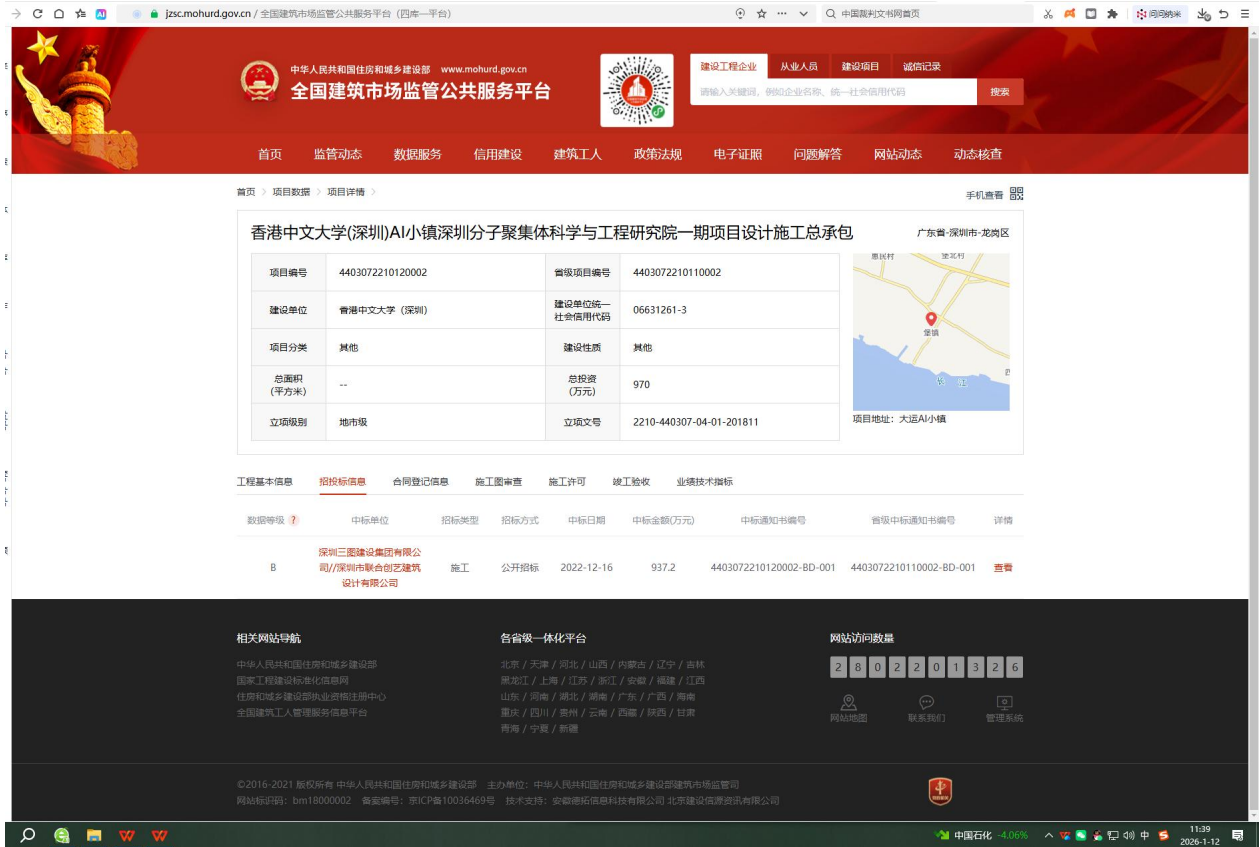 jzsc.mohurd.gov.cn / 全国建筑市场监管公共服务平台（四库一平台）
中国裁判文书网首页
问问纳米
中华人民共和国住房和城乡建设部 www.mohurd.gov.cn
全国建筑市场监管公共服务平台
建设工程企业 从业人员 建设项目 诚信记录
请输入关键词，例如企业名称、统一社会信用代码
搜索
首页 监管动态 数据服务 信用建设 建筑工人 政策法规 电子证照 问题解答 网站动态 动态核查
首页 > 项目数据 > 项目详情 >
手机查看
香港中文大学(深圳)AI小镇深圳分子聚集体科学与工程研究院一期项目设计施工总承包
广东省-深圳市-龙岗区
项目编号 4403072210120002 省级项目编号 4403072210110002
建设单位 香港中文大学（深圳） 建设单位统一社会信用代码 06631261-3
项目分类 其他 建设性质 其他
总面积（平方米） -- 总投资（万元） 970
立项级别 地市级 立项文号 2210-440307-04-01-201811
惠民村
堡北村
堡镇
长 江
项目地址：大运AI小镇
工程基本信息 招投标信息 合同登记信息 施工图审查 施工许可 竣工验收 业绩技术指标
数据等级 ? 中标单位 招标类型 招标方式 中标日期 中标金额(万元) 中标通知书编号 省级中标通知书编号 详情
深圳三图建设集团有限公
B 司//深圳市联合创艺建筑 施工 公开招标 2022-12-16 937.2 4403072210120002-BD-001 4403072210110002-BD-001 查看
设计有限公司
相关网站导航
中华人民共和国住房和城乡建设部
国家工程建设标准化信息网
住房和城乡建设部执业资格注册中心
全国建筑工人管理服务信息平台
各省级一体化平台
北京 / 天津 / 河北 / 山西 / 内蒙古 / 辽宁 / 吉林
黑龙江 / 上海 / 江苏 / 浙江 / 安徽 / 福建 / 江西
山东 / 河南 / 湖北 / 湖南 / 广东 / 广西 / 海南
重庆 / 四川 / 贵州 / 云南 / 西藏 / 陕西 / 甘肃
青海 / 宁夏 / 新疆
网站访问数量
2 8 0 2 2 0 1 3 2 6
网站地图 联系我们 管理系统
©2016-2021 版权所有 中华人民共和国住房和城乡建设部 主办单位：中华人民共和国住房和城乡建设部建筑市场监管司
网站标识码：bm18000002 备案编号：京ICP备10036469号 技术支持：安徽德拓信息科技有限公司 北京建设信源资讯有限公司
中国石化 -4.06%
中
11:39
2026-1-12